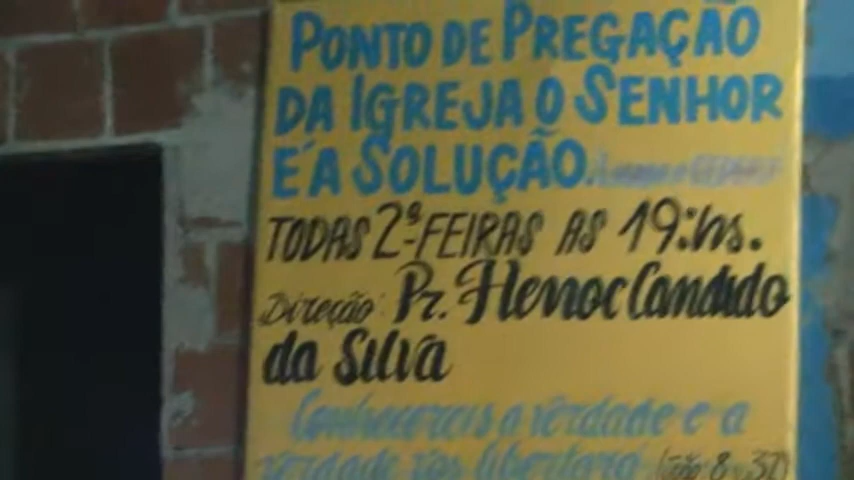 PONTO DE PREGAÇÃO
DA IGREJA O SENHOR
E'A SOLUÇÃO.
TODAS 2ª-FEIRAS AS 19:hs.
Direção: Pr. Henoc Candido
da Silva
Conhecereis a verdade e a
verdade vos libertará (João 8:32)